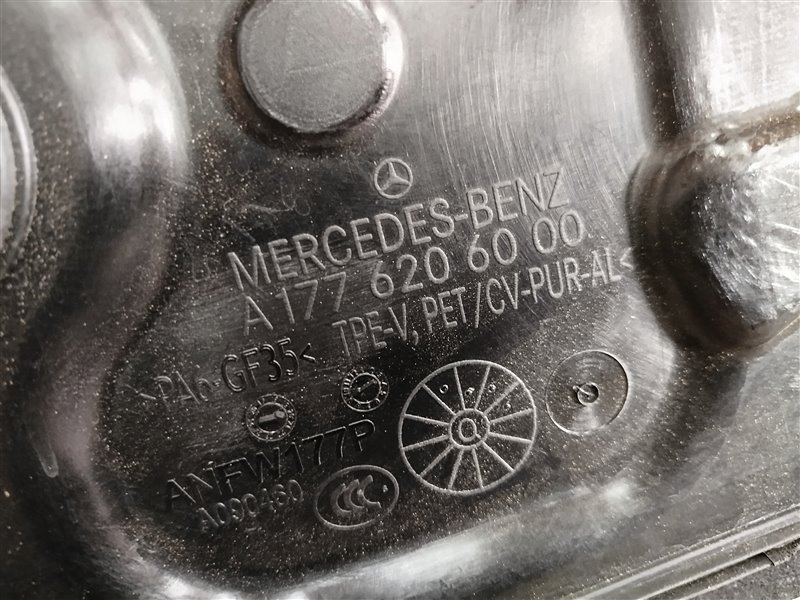 MERCEDES-BENZ
A 177 620 60 00
>PA6-GF35< TPE-V, PET/CV-PUR-AL<
ANFW177P
A090460
CCC